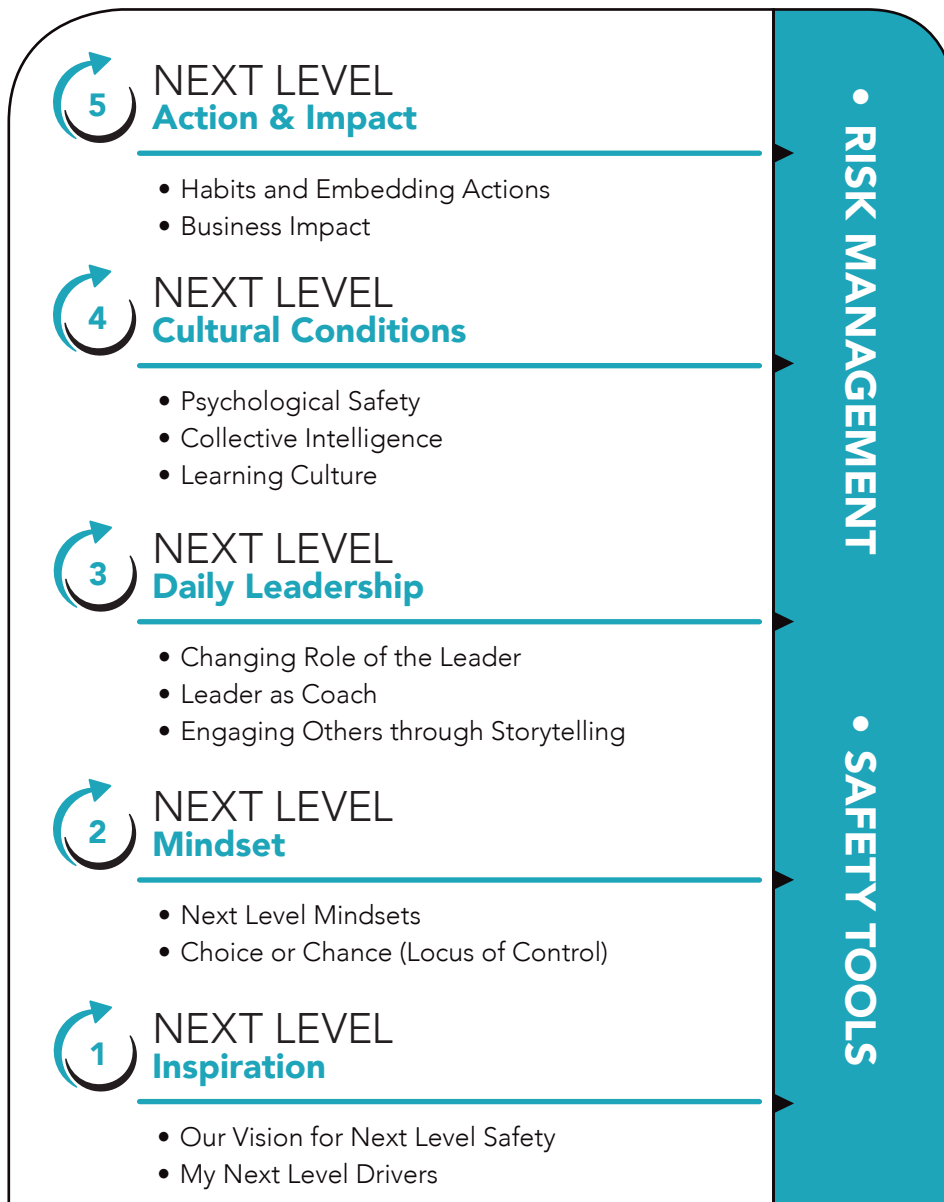 5
NEXT LEVEL
Action & Impact
• Habits and Embedding Actions
• Business Impact
4
NEXT LEVEL
Cultural Conditions
• Psychological Safety
• Collective Intelligence
• Learning Culture
3
NEXT LEVEL
Daily Leadership
• Changing Role of the Leader
• Leader as Coach
• Engaging Others through Storytelling
2
NEXT LEVEL
Mindset
• Next Level Mindsets
• Choice or Chance (Locus of Control)
1
NEXT LEVEL
Inspiration
• Our Vision for Next Level Safety
• My Next Level Drivers
• RISK MANAGEMENT
• SAFETY TOOLS